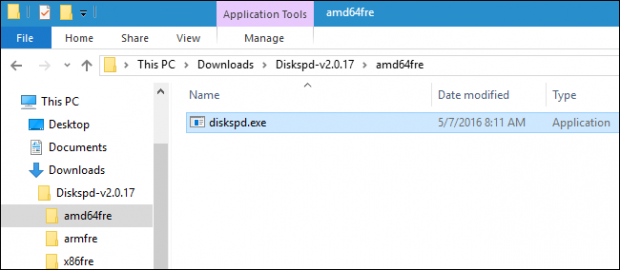 Application Tools amd64fre
File Home Share View Manage
This PC > Downloads > Diskspd-v2.0.17 > amd64fre
This PC
Desktop
Documents
Downloads
Diskspd-v2.0.17
amd64fre
armfre
x86fre
Name Date modified Type
diskspd.exe 5/7/2016 8:11 AM Application